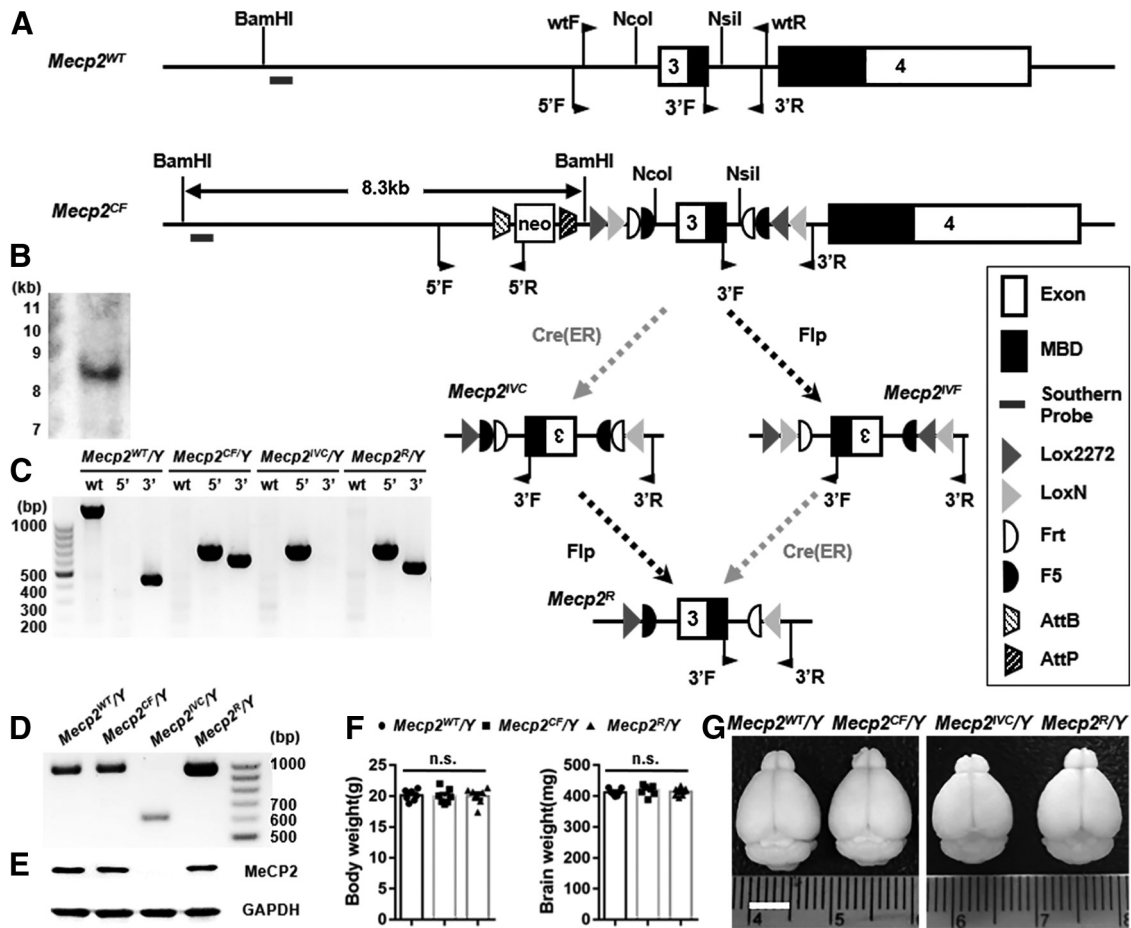 A
BamHI
wtF
NcoI
NsiI
wtR
Mecp2WT
3
4
5'F
3'F
3'R
BamHI
BamHI
8.3kb
NcoI
NsiI
Mecp2CF
neo
3
4
5'F
5'R
3'F
3'R
B
(kb)
11
10
9
8
7
Cre(ER)
Flp
Mecp2IVC
Mecp2IVF
3
3
3'F
3'R
3'F
3'R
Flp
Cre(ER)
Mecp2R
3
3'F
3'R
Exon
MBD
Southern
Probe
Lox2272
LoxN
Frt
F5
AttB
AttP
C
Mecp2WT/Y Mecp2CF/Y Mecp2IVC/Y Mecp2R/Y
wt 5' 3' wt 5' 3' wt 5' 3' wt 5' 3'
(bp)
1000
500
400
300
200
D
Mecp2WT/Y
Mecp2CF/Y
Mecp2IVC/Y
Mecp2R/Y
(bp)
1000
700
600
500
E
MeCP2
GAPDH
F
Mecp2WT/Y Mecp2CF/Y Mecp2R/Y
n.s.
Body weight(g)
25
20
15
10
5
0
n.s.
Brain weight(mg)
500
400
300
200
100
0
G
Mecp2WT/Y Mecp2CF/Y Mecp2IVC/Y Mecp2R/Y
4 5 6 7 8